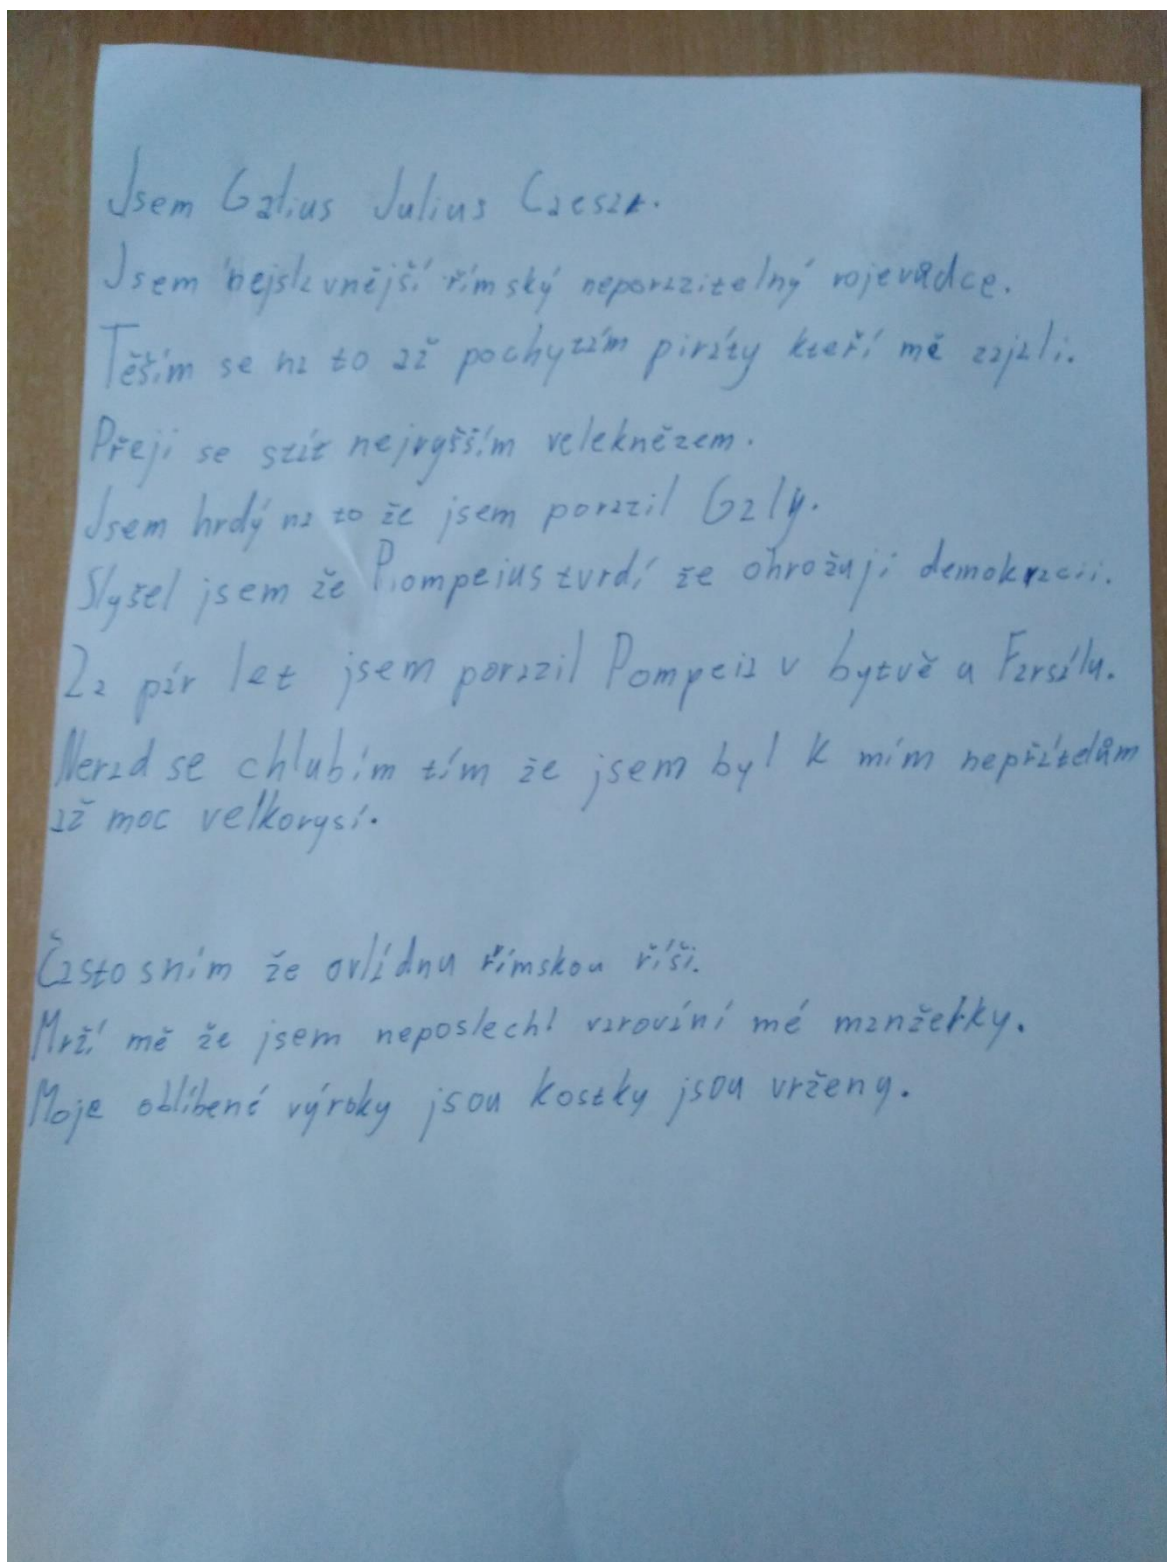 Jsem Gaius Julius Caesar.
Jsem nejslavnější římský neporazitelný vojevůdce.
Těším se na to až pochytám piráty kteří mě zajali.
Přeji se stát nejvyšším veleknězem.
Jsem hrdý na to že jsem porazil Galy.
Slyšel jsem že Pompeius tvrdí že ohrožuji demokracii.
Za pár let jsem porazil Pompeia v bytvě u Farsálu.
Nerad se chlubím tím že jsem byl k mím nepřátelům
až moc velkorysí.
Často sním že ovládnu římskou říši.
Mrží mě že jsem neposlechl varování mé manželky.
Moje oblíbené výroky jsou kostky jsou vrženy.